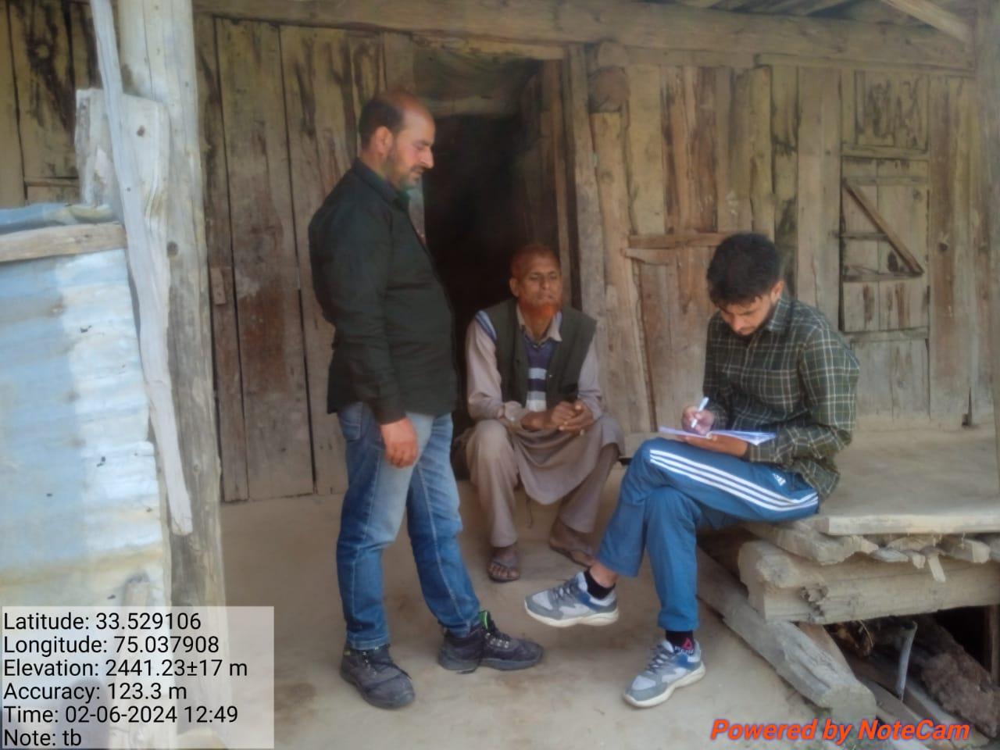 Latitude: 33.529106
Longitude: 75.037908
Elevation: 2441.23±17 m
Accuracy: 123.3 m
Time: 02-06-2024 12:49
Note: tb
Powered by NoteCam